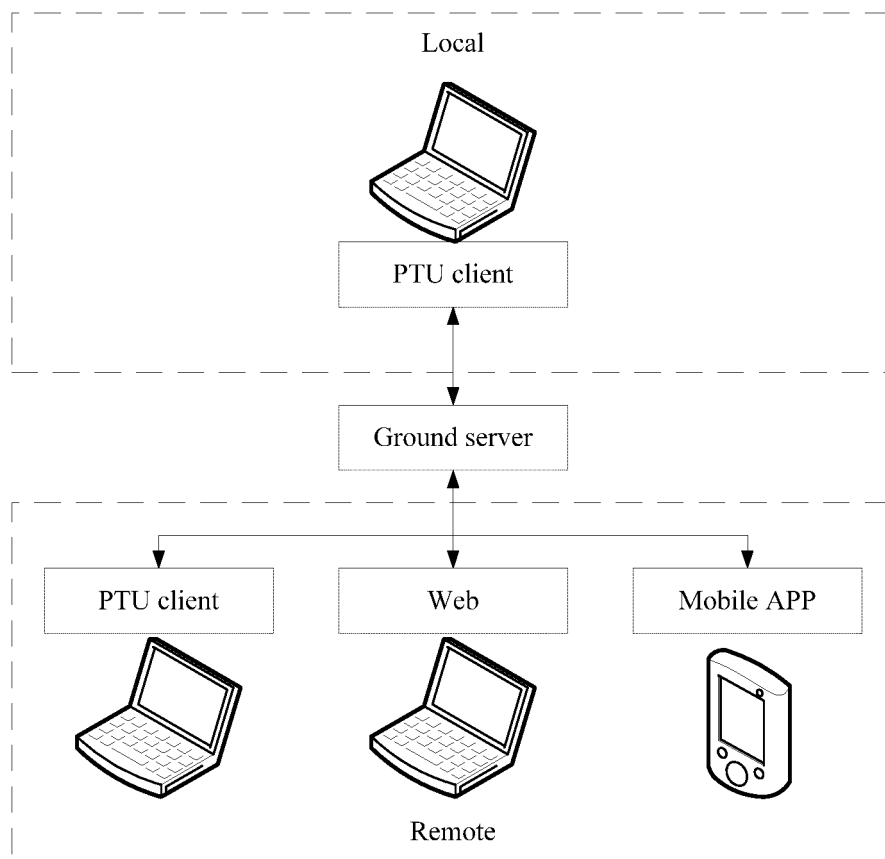 Local
PTU client
Ground server
PTU client
Web
Mobile APP
Remote